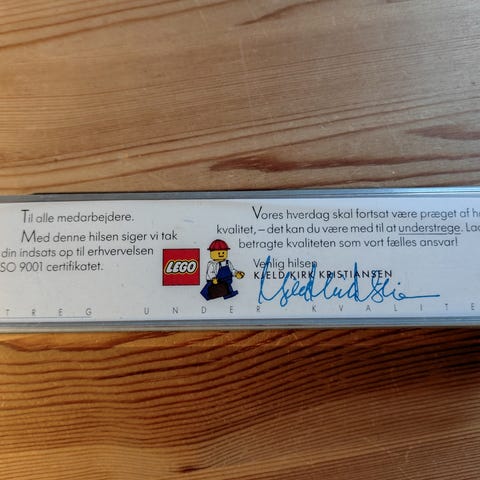 Til alle medarbejdere.
Med denne hilsen siger vi tak
din indsats op til erhvervelsen
SO 9001 certifikatet.
LEGO
Vores hverdag skal fortsat være præget af
kvalitet, – det kan du være med til at understrege.
betragte kvaliteten som vort fælles ansvar!
Venlig hilsen
KJELD KIRK KRISTIANSEN
TREG UNDER KVALITE